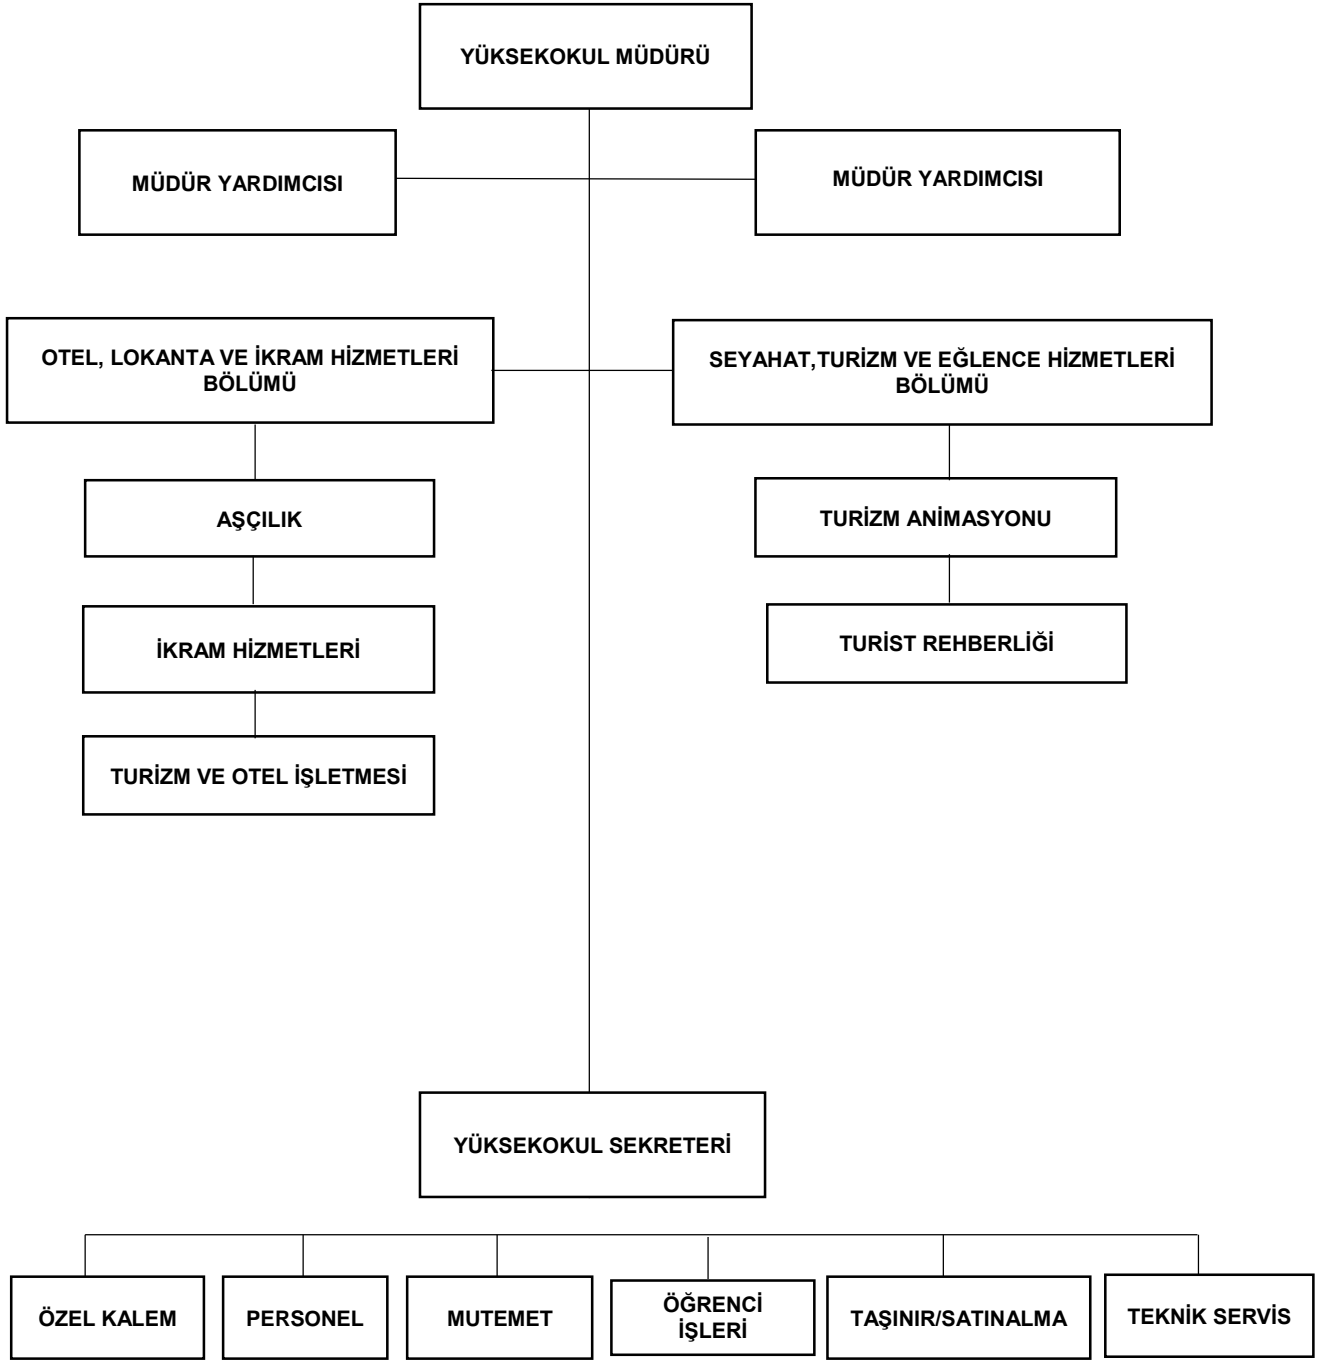 YÜKSEKOKUL MÜDÜRÜ
MÜDÜR YARDIMCISI
MÜDÜR YARDIMCISI
OTEL, LOKANTA VE İKRAM HİZMETLERİ
BÖLÜMÜ
SEYAHAT,TURİZM VE EĞLENCE HİZMETLERİ
BÖLÜMÜ
AŞÇILIK
TURİZM ANİMASYONU
İKRAM HİZMETLERİ
TURİST REHBERLİĞİ
TURİZM VE OTEL İŞLETMESİ
YÜKSEKOKUL SEKRETERİ
ÖZEL KALEM
PERSONEL
MUTEMET
ÖĞRENCİ
İŞLERİ
TAŞINIR/SATINALMA
TEKNİK SERVİS